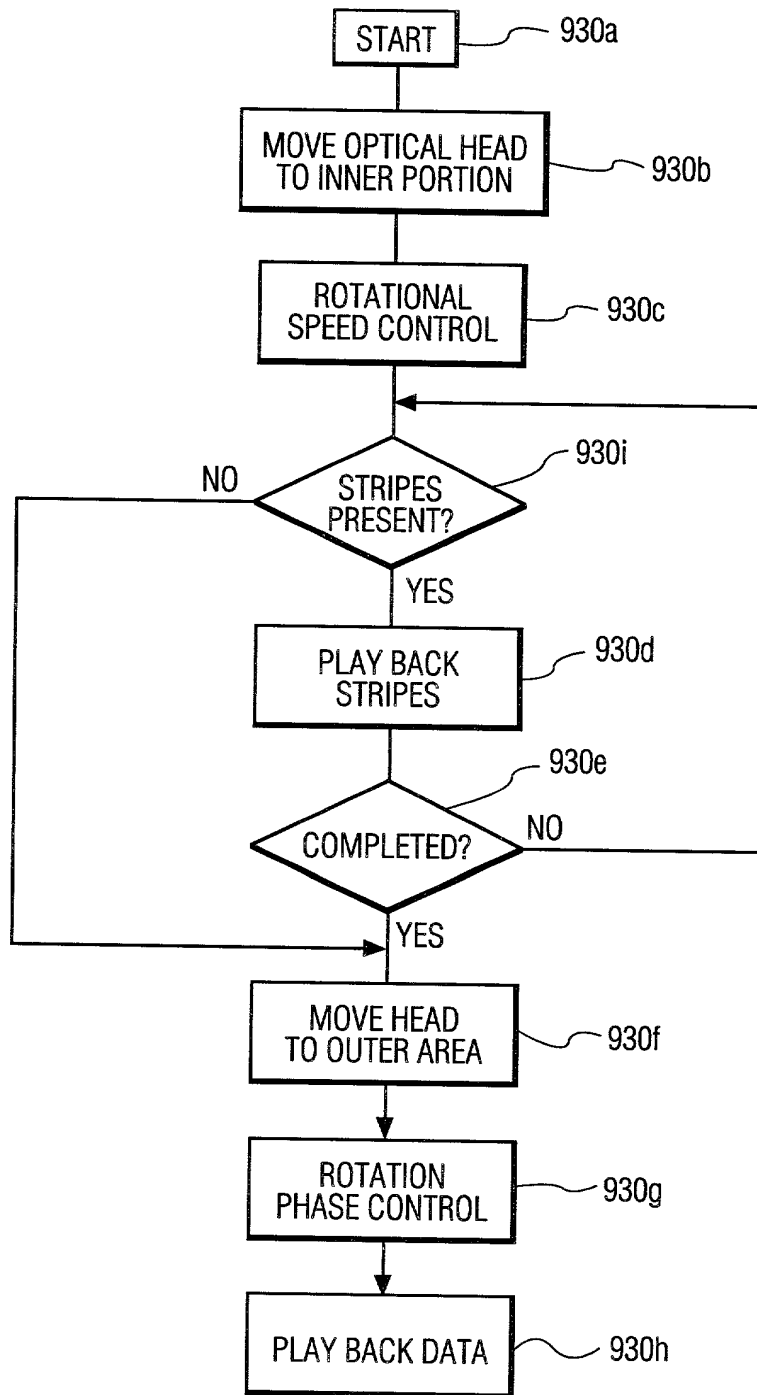 START
930a
MOVE OPTICAL HEAD
TO INNER PORTION
930b
ROTATIONAL
SPEED CONTROL
930c
930i
NO
STRIPES
PRESENT?
YES
PLAY BACK
STRIPES
930d
930e
COMPLETED?
NO
YES
MOVE HEAD
TO OUTER AREA
930f
ROTATION
PHASE CONTROL
930g
PLAY BACK DATA
930h